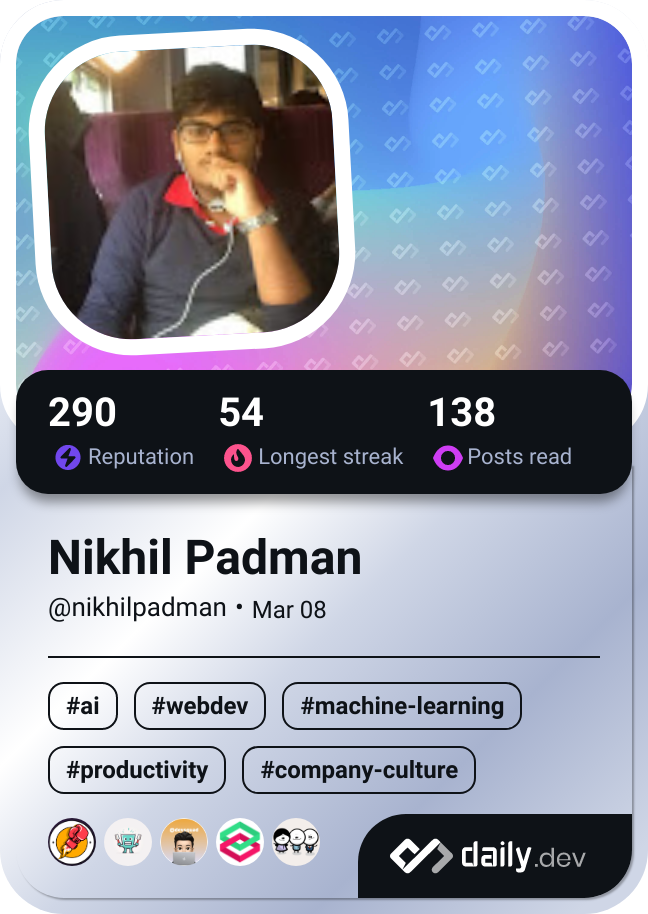 290 54 138
Reputation Longest streak Posts read
Nikhil Padman
@nikhilpadman • Mar 08
#ai #webdev #machine-learning
#productivity #company-culture
daily.dev